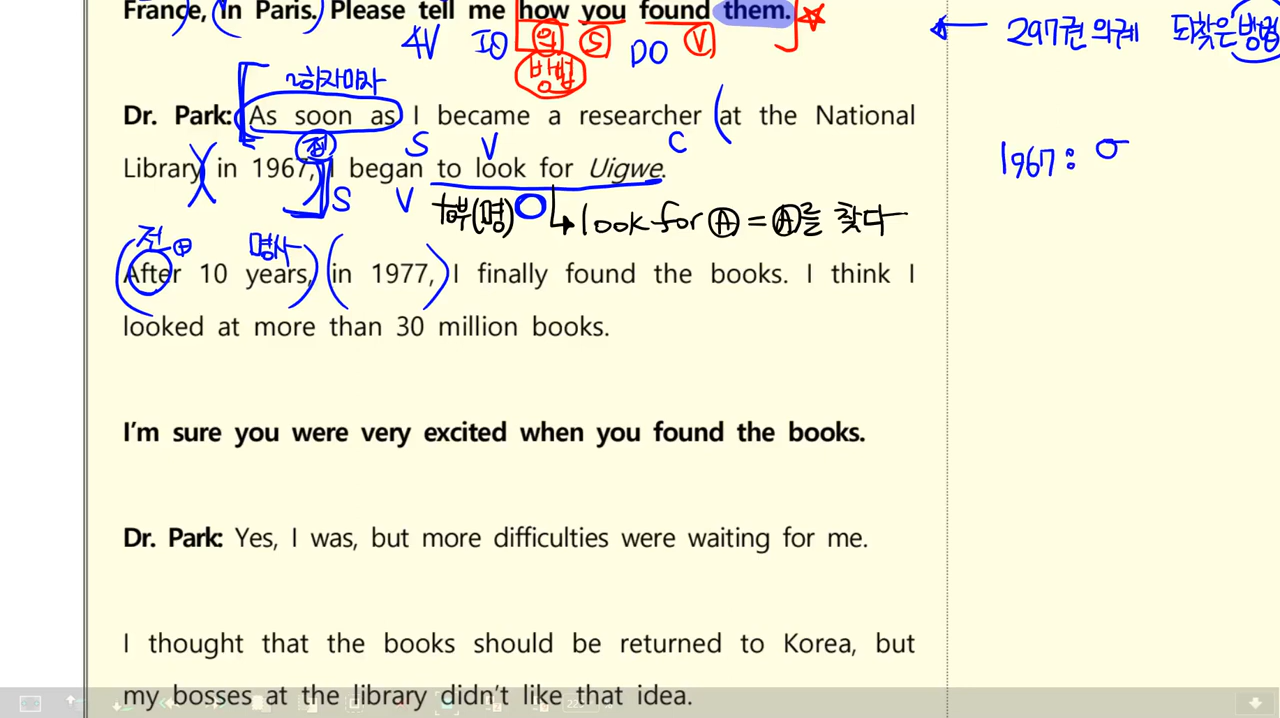 France, in Paris. Please tell me how you found them.
4V IO 의 S DO V
방법
← 297권 의궤 되찾은 방법
~하자마자
Dr. Park: As soon as I became a researcher at the National
접 S V C
Library in 1967, I began to look for Uigwe.
1967:
S V (명) O ↳ look for Ⓐ = Ⓐ를 찾다
전 ⊕ 명사
After 10 years, in 1977, I finally found the books. I think I
looked at more than 30 million books.
I'm sure you were very excited when you found the books.
Dr. Park: Yes, I was, but more difficulties were waiting for me.
I thought that the books should be returned to Korea, but
my bosses at the library didn't like that idea.